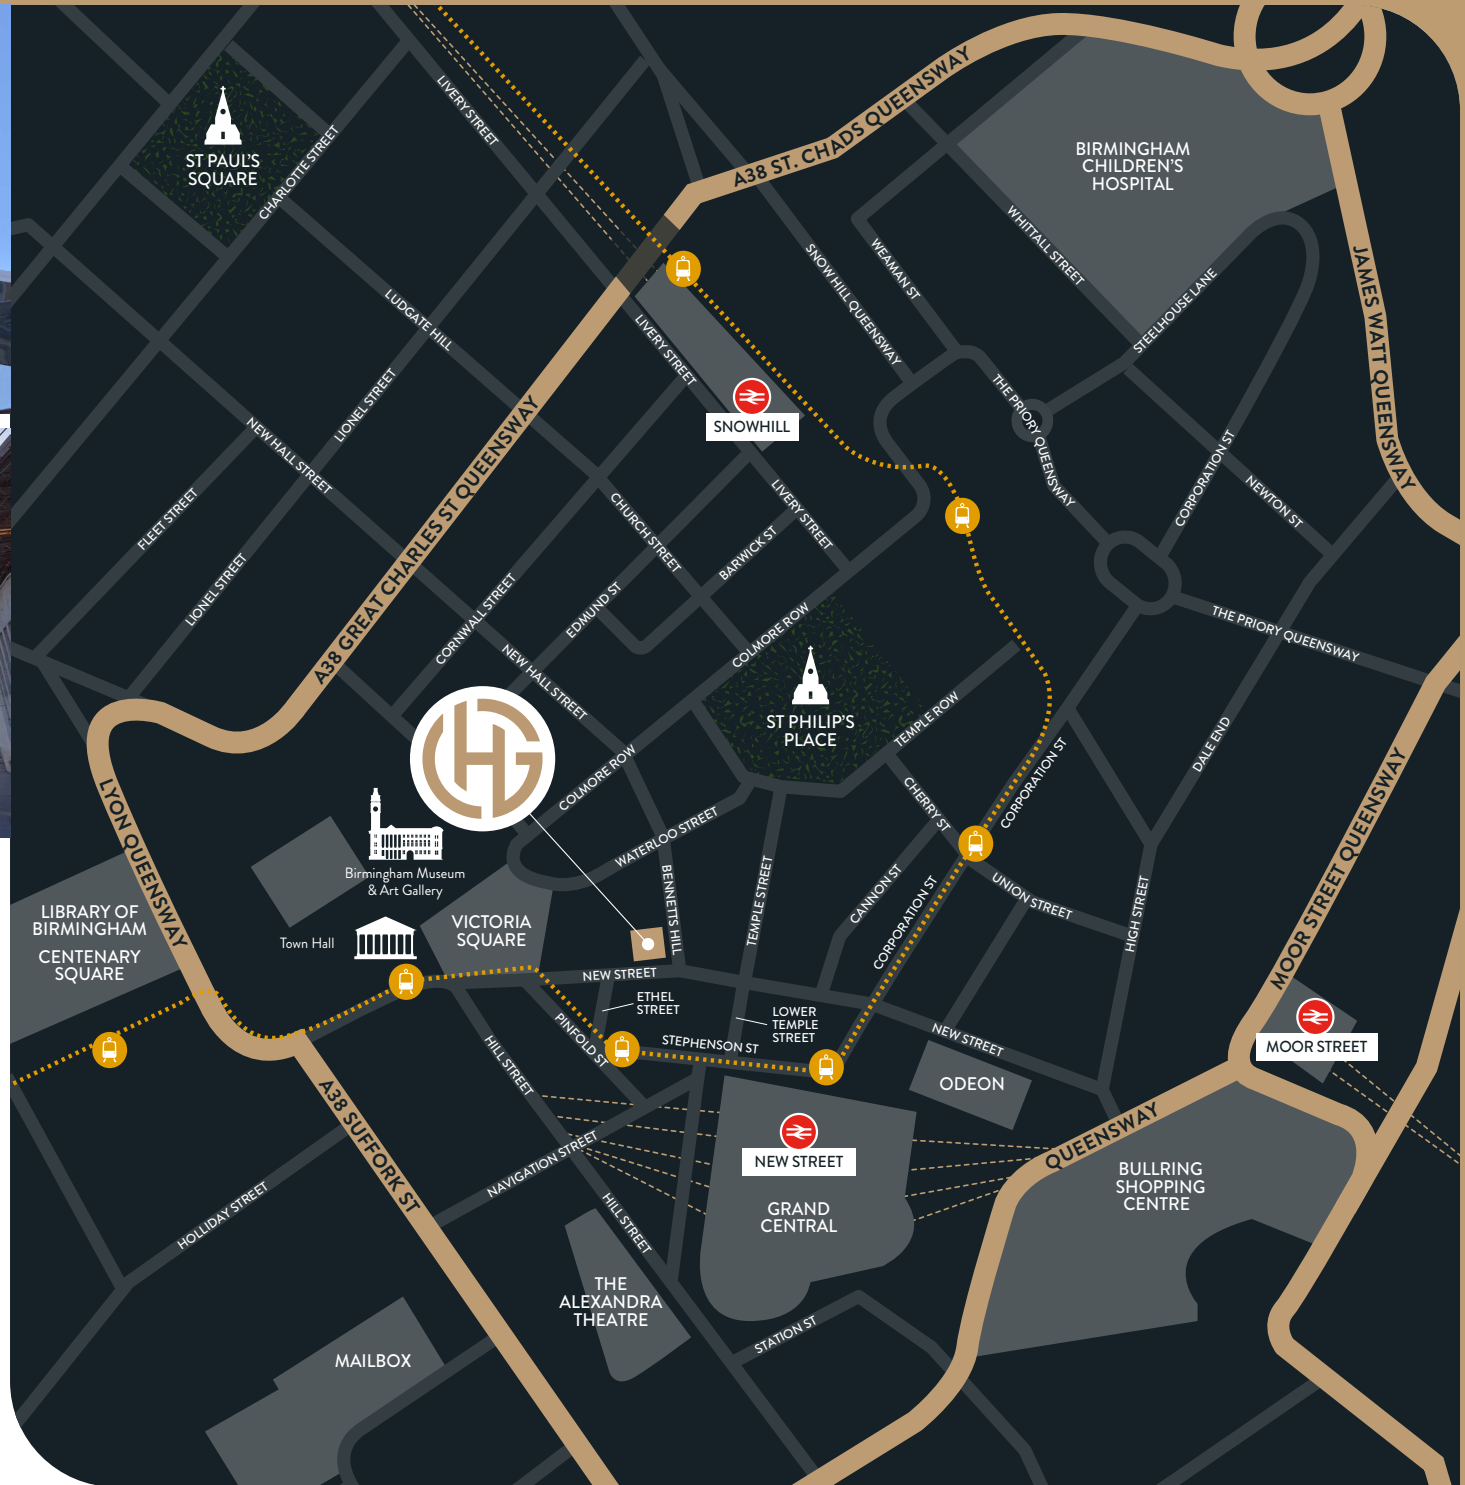 LIVERY STREET
A38 ST. CHADS QUEENSWAY
ST PAUL'S
SQUARE
CHARLOTTE STREET
BIRMINGHAM
CHILDREN'S
HOSPITAL
WHITTALL STREET
WEAMAN ST
SNOW HILL QUEENSWAY
STEELHOUSE LANE
JAMES WATT QUEENSWAY
LUDGATE HILL
LIVERY STREET
LIONEL STREET
SNOWHILL
THE PRIORY QUEENSWAY
NEW HALL STREET
A38 GREAT CHARLES ST QUEENSWAY
CORPORATION ST
NEWTON ST
FLEET STREET
CHURCH STREET
LIVERY STREET
BARWICK ST
LIONEL STREET
CORNWALL STREET
EDMUND ST
COLMORE ROW
THE PRIORY QUEENSWAY
NEW HALL STREET
ST PHILIP'S
PLACE
TEMPLE ROW
DALE END
COLMORE ROW
CHERRY ST
CORPORATION ST
LYON QUEENSWAY
WATERLOO STREET
MOOR STREET QUEENSWAY
HG
Birmingham Museum
& Art Gallery
BENNETTS HILL
TEMPLE STREET
CANNON ST
CORPORATION ST
UNION STREET
HIGH STREET
LIBRARY OF
BIRMINGHAM
CENTENARY
SQUARE
Town Hall
VICTORIA
SQUARE
NEW STREET
ETHEL
STREET
LOWER
TEMPLE
STREET
PINFOLD ST
STEPHENSON ST
NEW STREET
MOOR STREET
HILL STREET
ODEON
A38 SUFFORK ST
QUEENSWAY
NEW STREET
NAVIGATION STREET
GRAND
CENTRAL
BULLRING
SHOPPING
CENTRE
HOLLIDAY STREET
HILL STREET
THE
ALEXANDRA
THEATRE
STATION ST
MAILBOX